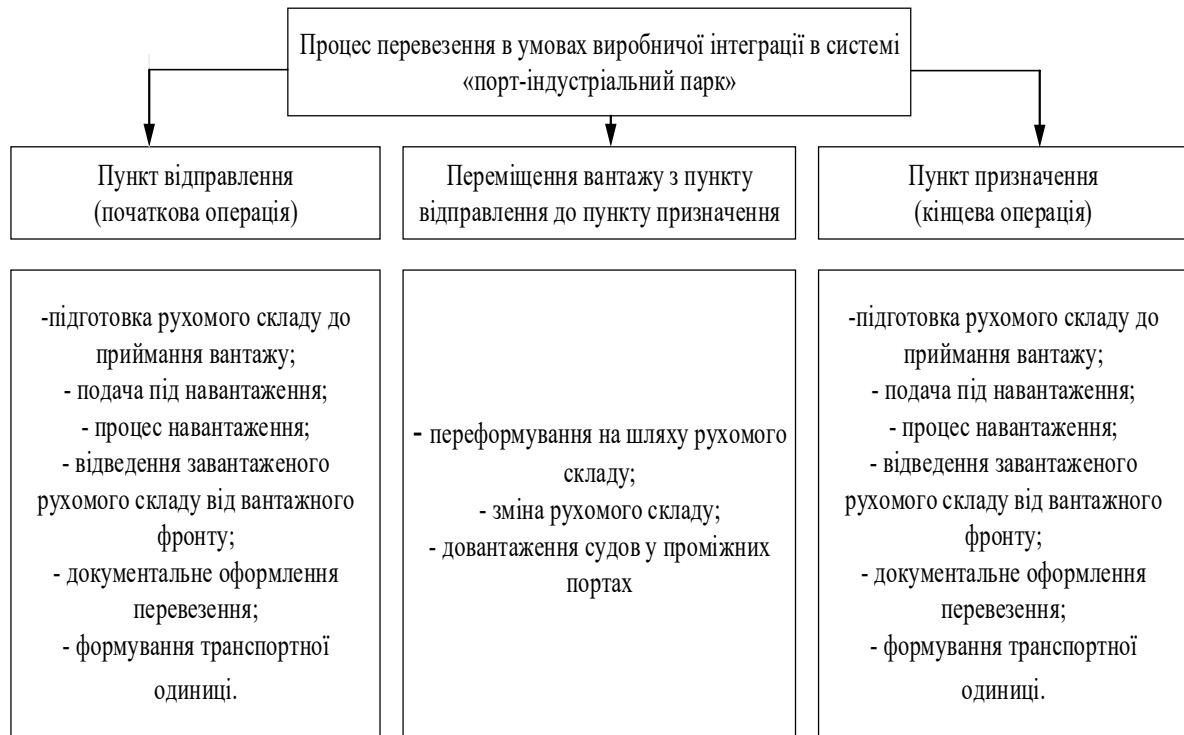 Процес перевезення в умовах виробничої інтеграції в системі
«порт-індустріальний парк»
Пункт відправлення
(початкова операція)
Переміщення вантажу з пункту
відправлення до пункту призначення
Пункт призначення
(кінцева операція)
-підготовка рухомого складу до
приймання вантажу;
- подача під навантаження;
- процес навантаження;
- відведення завантаженого
рухомого складу від вантажного
фронту;
- документальне оформлення
перевезення;
- формування транспортної
одиниці.
- переформування на шляху рухомого
складу;
- зміна рухомого складу;
- довантаження судов у проміжних
портах
-підготовка рухомого складу до
приймання вантажу;
- подача під навантаження;
- процес навантаження;
- відведення завантаженого
рухомого складу від вантажного
фронту;
- документальне оформлення
перевезення;
- формування транспортної
одиниці.